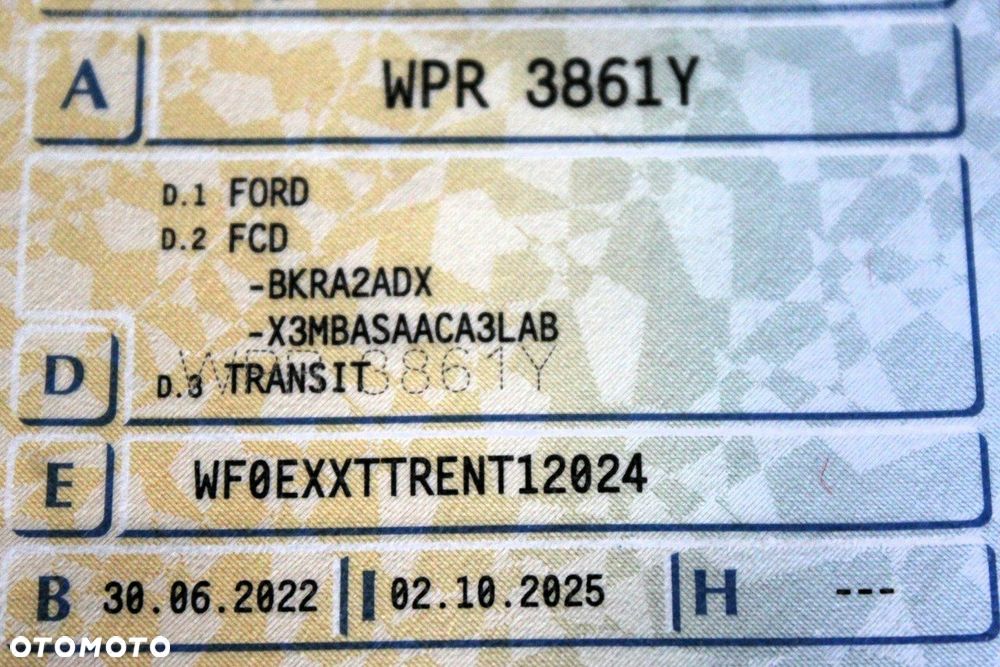 A WPR 3861Y
D.1 FORD
D.2 FCD
-BKRA2ADX
-X3MBASAACA3LAB
WPR 3861Y
D D.3 TRANSIT
E WF0EXXTTRENT12024
B 30.06.2022 I 02.10.2025 H ---
OTOMOTO